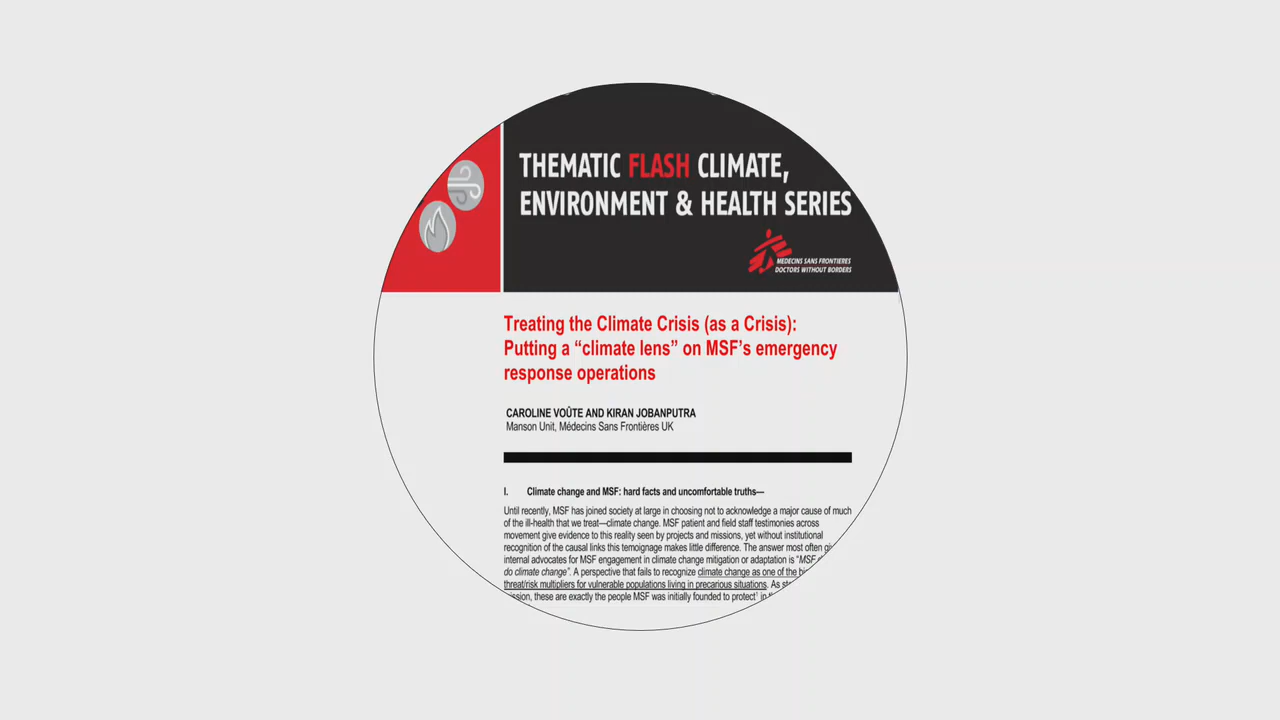 THEMATIC FLASH CLIMATE,
ENVIRONMENT & HEALTH SERIES
MEDECINS SANS FRONTIERES
DOCTORS WITHOUT BORDERS
Treating the Climate Crisis (as a Crisis):
Putting a “climate lens” on MSF’s emergency
response operations
CAROLINE VOÛTE AND KIRAN JOBANPUTRA
Manson Unit, Médecins Sans Frontières UK
I. Climate change and MSF: hard facts and uncomfortable truths—
Until recently, MSF has joined society at large in choosing not to acknowledge a major cause of much
of the ill-health that we treat—climate change. MSF patient and field staff testimonies across
movement give evidence to this reality seen by projects and missions, yet without institutional
recognition of the causal links this temoignage makes little difference. The answer most often
internal advocates for MSF engagement in climate change mitigation or adaptation is “MSF
do climate change”. A perspective that fails to recognize climate change as one of the
threat/risk multipliers for vulnerable populations living in precarious situations. As
these are exactly the people MSF was initially founded to protect¹